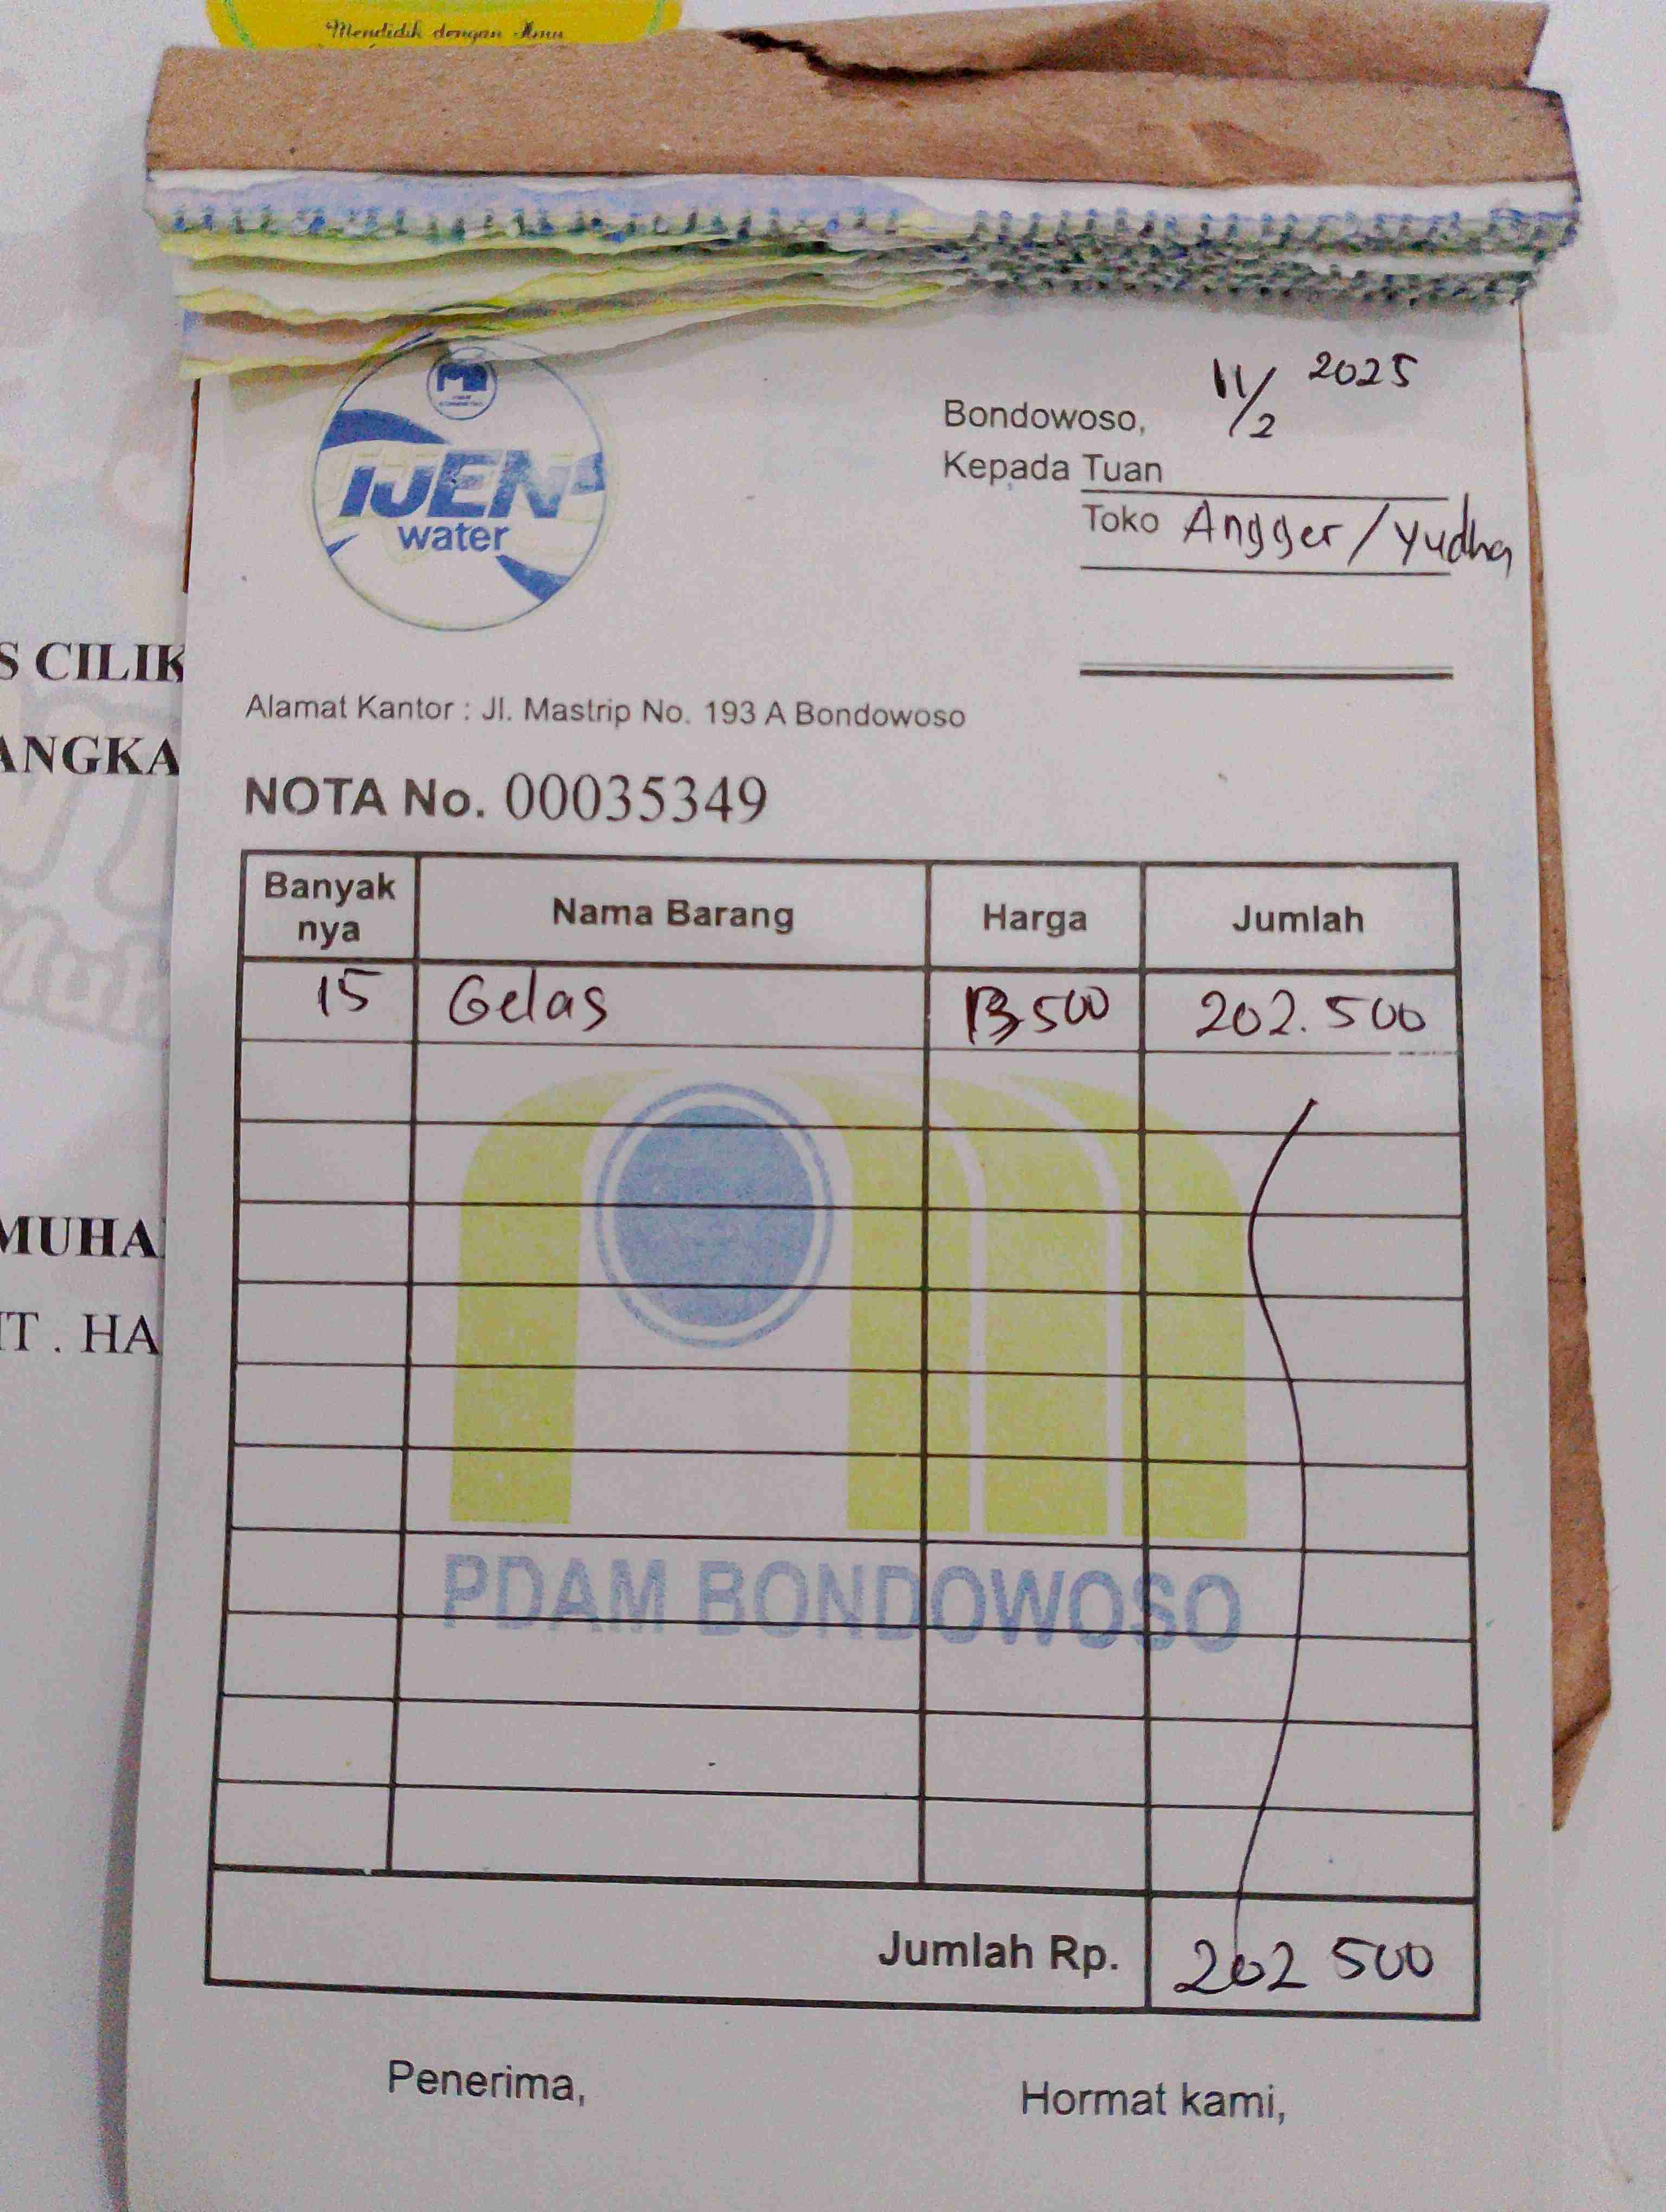 Mendidik dengan Ilmu
IJEN
water
Bondowoso, 11/2 2025
Kepada Tuan
Toko Angger/Yudha
Alamat Kantor : Jl. Mastrip No. 193 A Bondowoso
NOTA No. 00035349
Banyak nya Nama Barang Harga Jumlah
15 Gelas 13.500 202.500
PDAM BONDOWOSO
Jumlah Rp. 202 500
Penerima, Hormat kami,
S CILIK
ANGKA
MUHA
IT . HA